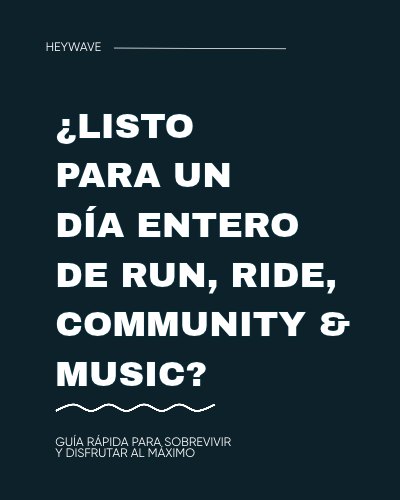 HEYWAVE
¿LISTO
PARA UN
DÍA ENTERO
DE RUN, RIDE,
COMMUNITY &
MUSIC?
GUÍA RÁPIDA PARA SOBREVIVIR
Y DISFRUTAR AL MÁXIMO